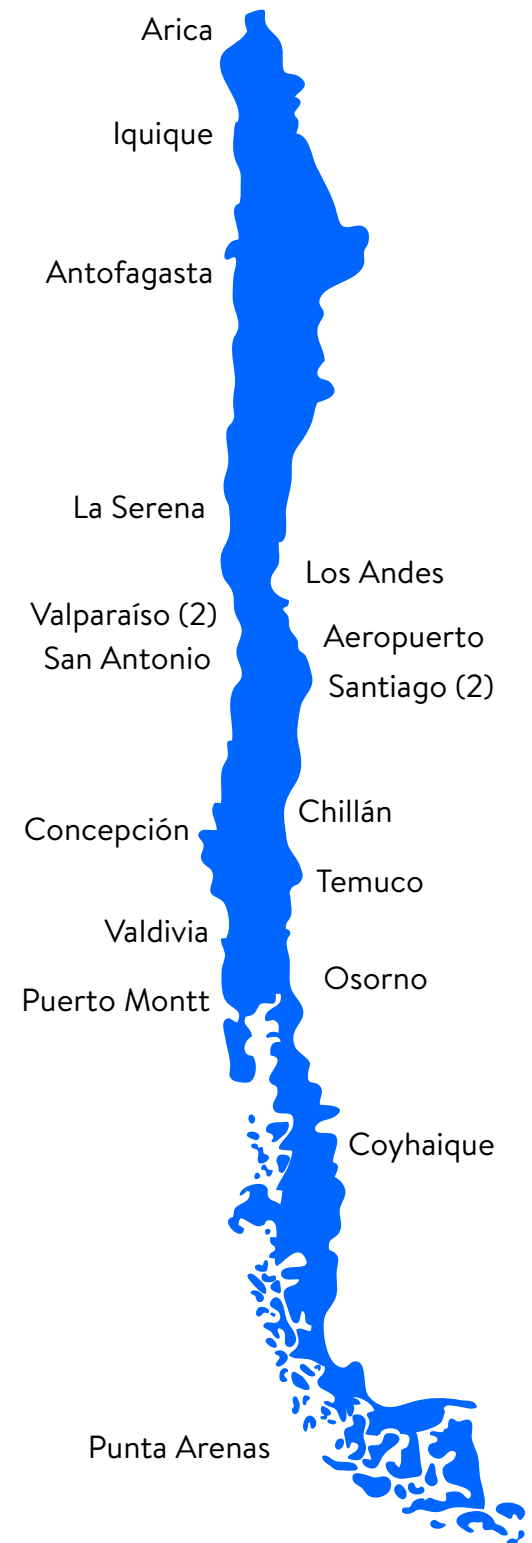 Arica
Iquique
Antofagasta
La Serena
Los Andes
Valparaíso (2)
Aeropuerto
San Antonio
Santiago (2)
Chillán
Concepción
Temuco
Valdivia
Osorno
Puerto Montt
Coyhaique
Punta Arenas